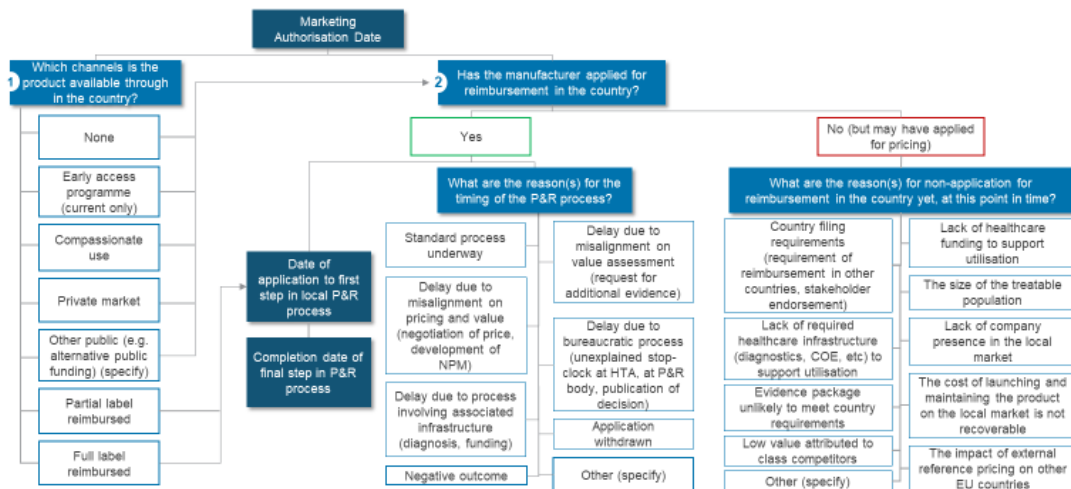 Marketing
Authorisation Date
1
Which channels is the
product available through
in the country?
None
Early access
programme
(current only)
Compassionate
use
Private market
Other public (e.g.
alternative public
funding) (specify)
Partial label
reimbursed
Full label
reimbursed
2
Has the manufacturer applied for
reimbursement in the country?
Yes
Date of
application to first
step in local P&R
process
Completion date of
final step in P&R
process
What are the reason(s) for the
timing of the P&R process?
Standard process
underway
Delay due to
misalignment on
pricing and value
(negotiation of price,
development of
NPM)
Delay due to process
involving associated
infrastructure
(diagnosis, funding)
Negative outcome
Delay due to
misalignment on
value assessment
(request for
additional evidence)
Delay due to
bureaucratic process
(unexplained stop-
clock at HTA, at P&R
body, publication of
decision)
Application
withdrawn
Other (specify)
No (but may have applied
for pricing)
What are the reason(s) for non-application for
reimbursement in the country yet, at this point in time?
Country filing
requirements
(requirement of
reimbursement in other
countries, stakeholder
endorsement)
Lack of required
healthcare infrastructure
(diagnostics, COE, etc) to
support utilisation
Evidence package
unlikely to meet country
requirements
Low value attributed to
class competitors
Other (specify)
Lack of healthcare
funding to support
utilisation
The size of the treatable
population
Lack of company
presence in the local
market
The cost of launching and
maintaining the product
on the local market is not
recoverable
The impact of external
reference pricing on other
EU countries